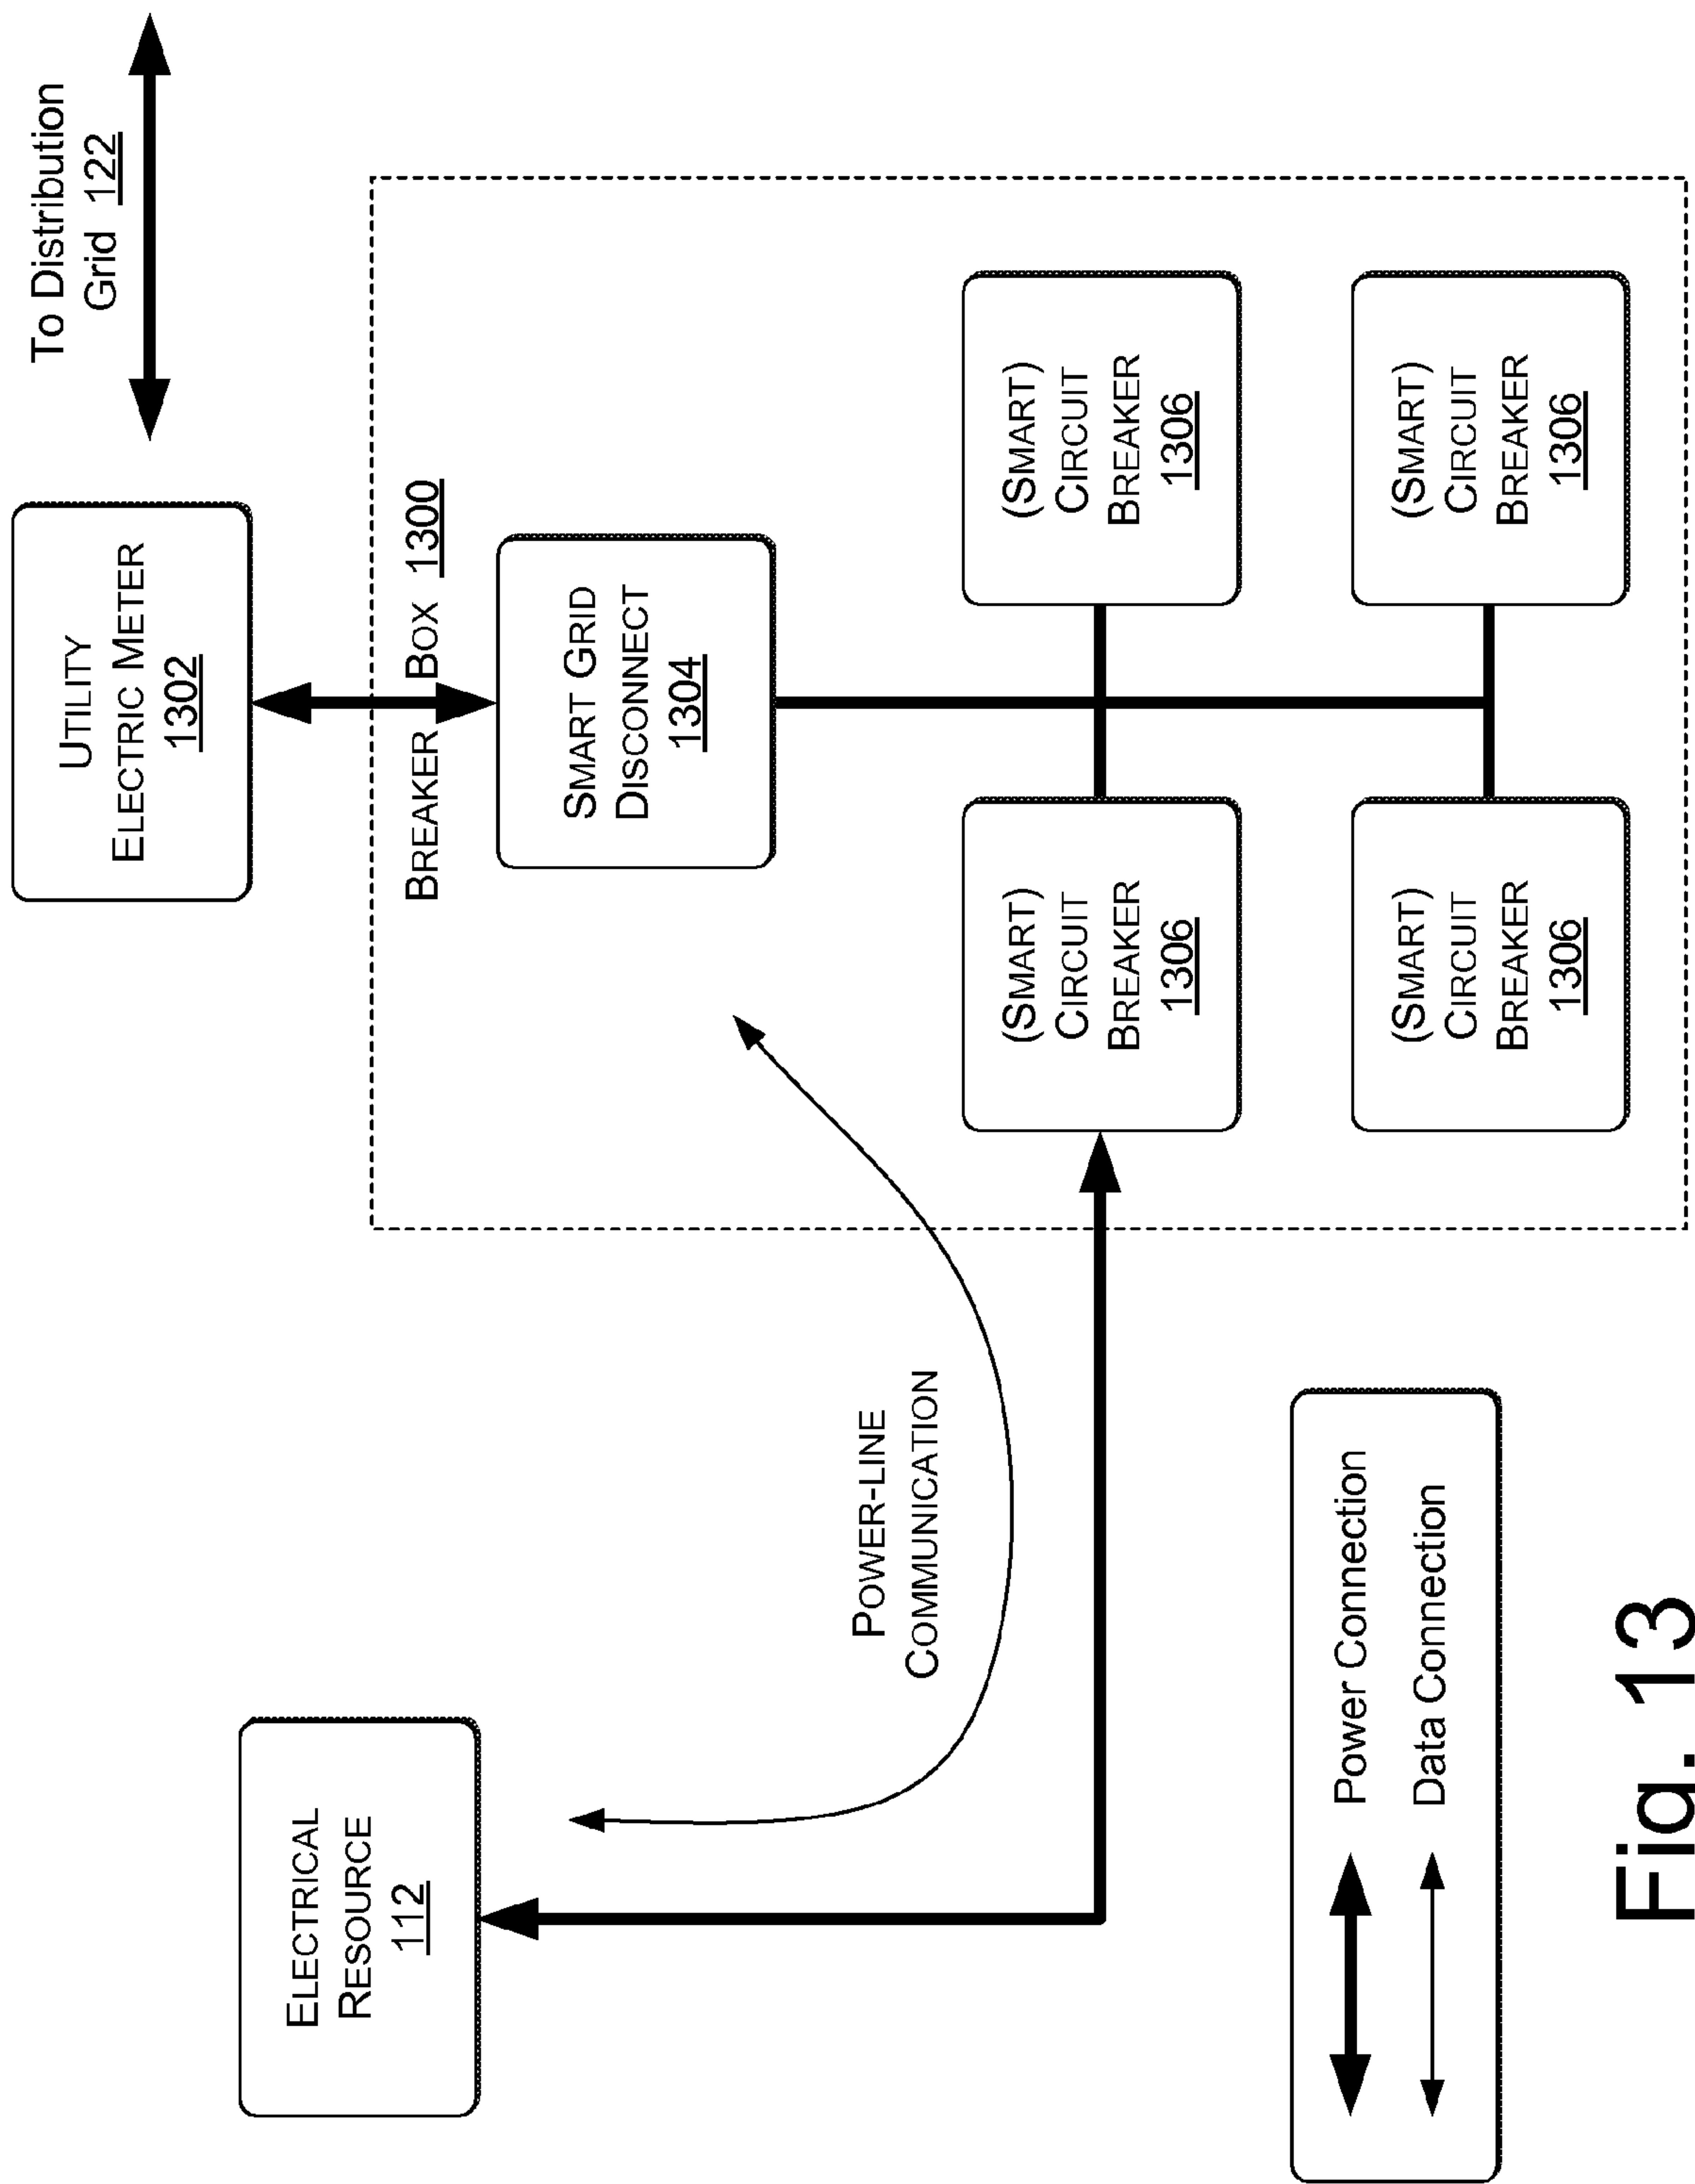 To Distribution
Grid 122
Utility
Electric Meter
1302
Breaker Box 1300
Smart Grid
Disconnect
1304
Electrical
Resource
112
Power-line
Communication
(Smart)
Circuit
Breaker
1306
(Smart)
Circuit
Breaker
1306
(Smart)
Circuit
Breaker
1306
(Smart)
Circuit
Breaker
1306
Power Connection
Data Connection
Fig. 13